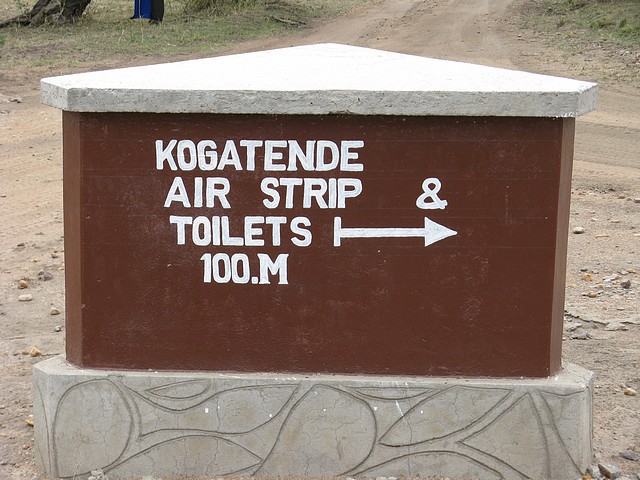 KOGATENDE
AIR STRIP &
TOILETS
100.M